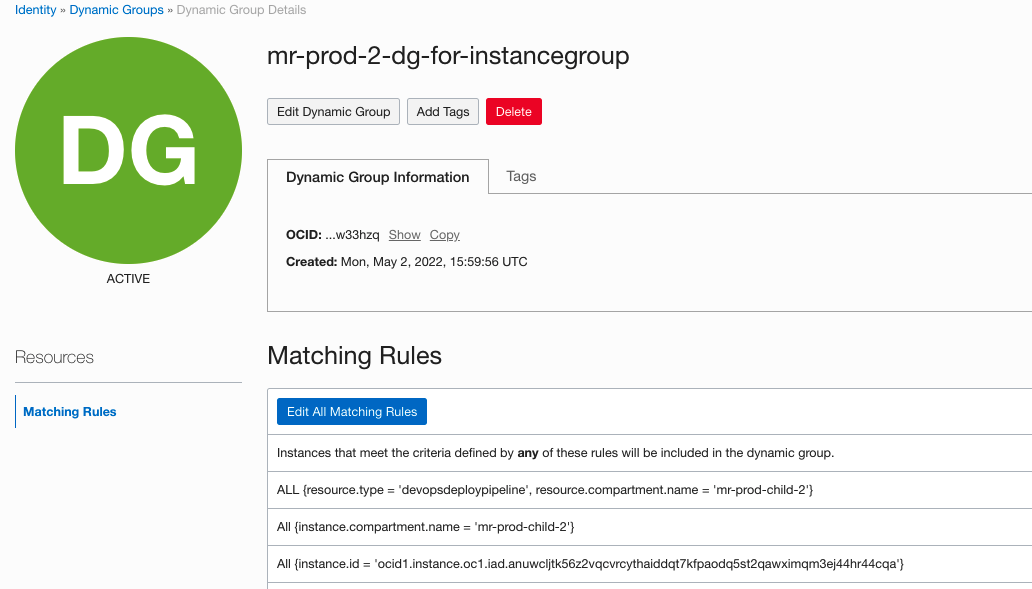 Identity » Dynamic Groups » Dynamic Group Details
DG
ACTIVE
mr-prod-2-dg-for-instancegroup
Edit Dynamic Group Add Tags Delete
Dynamic Group Information Tags
OCID: ...w33hzq Show Copy
Created: Mon, May 2, 2022, 15:59:56 UTC
Resources
Matching Rules
Matching Rules
Edit All Matching Rules
Instances that meet the criteria defined by any of these rules will be included in the dynamic group.
ALL {resource.type = 'devopsdeploypipeline', resource.compartment.name = 'mr-prod-child-2'}
All {instance.compartment.name = 'mr-prod-child-2'}
All {instance.id = 'ocid1.instance.oc1.iad.anuwcljtk56z2vqcvrcythaiddqt7kfpaodq5st2qawximqm3ej44hr44cqa'}